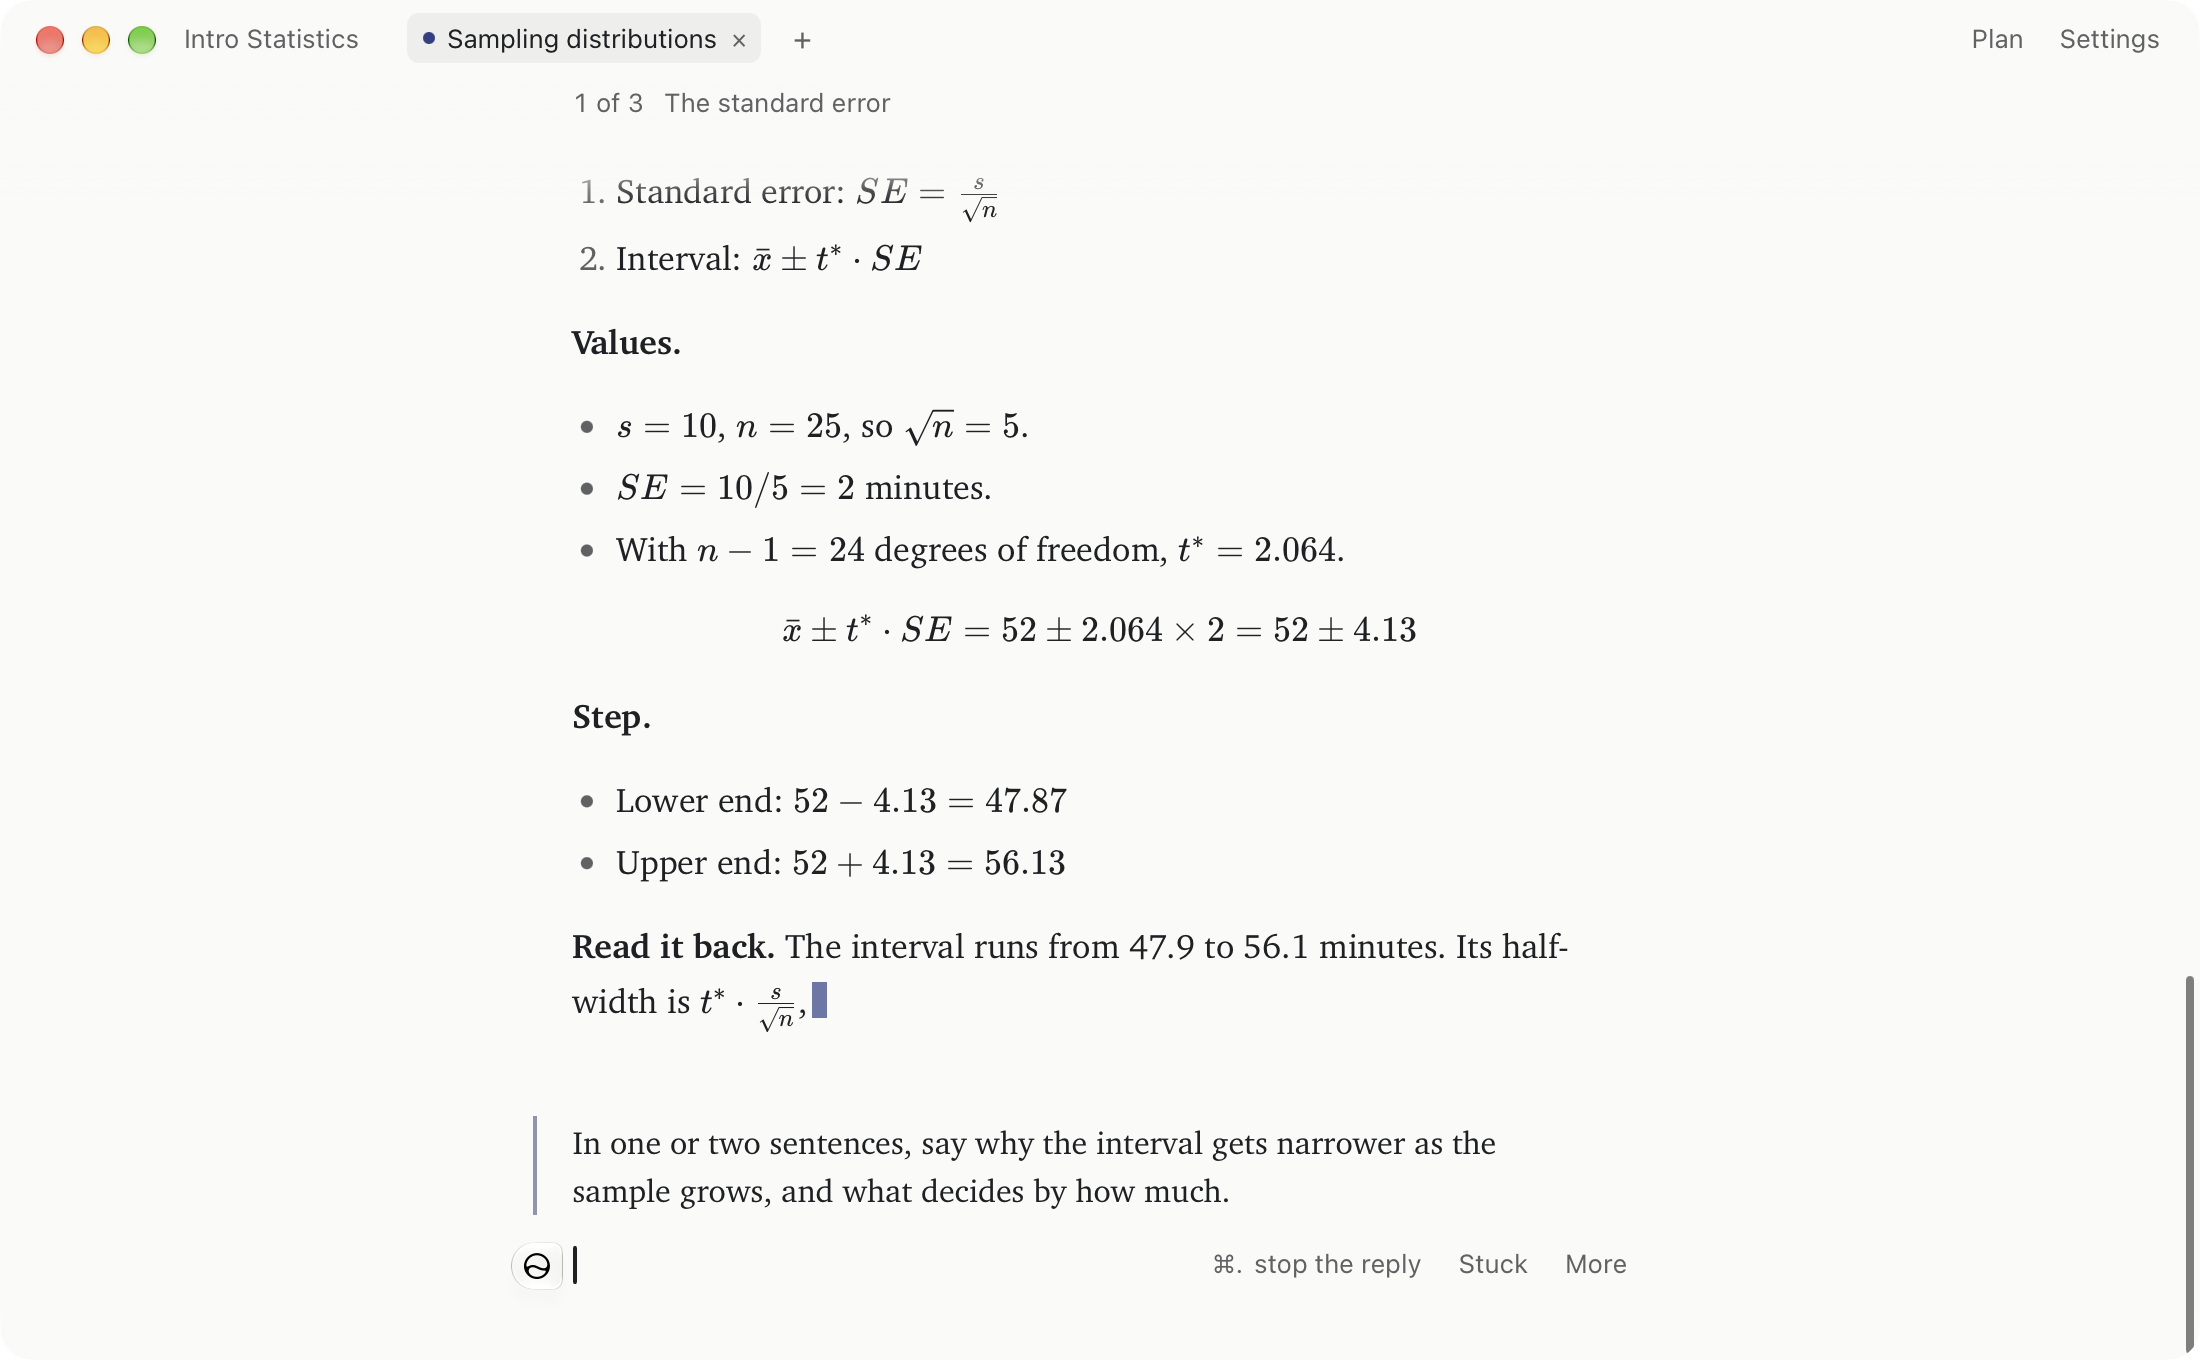 Intro Statistics
Sampling distributions ×
+
Plan Settings
1 of 3 The standard error
1. Standard error: SE = s/√n
2. Interval: x̄ ± t* · SE
Values.
• s = 10, n = 25, so √n = 5.
• SE = 10/5 = 2 minutes.
• With n − 1 = 24 degrees of freedom, t* = 2.064.
x̄ ± t* · SE = 52 ± 2.064 × 2 = 52 ± 4.13
Step.
• Lower end: 52 − 4.13 = 47.87
• Upper end: 52 + 4.13 = 56.13
Read it back. The interval runs from 47.9 to 56.1 minutes. Its half-
width is t* · s/√n,
In one or two sentences, say why the interval gets narrower as the
sample grows, and what decides by how much.
⌘. stop the reply Stuck More